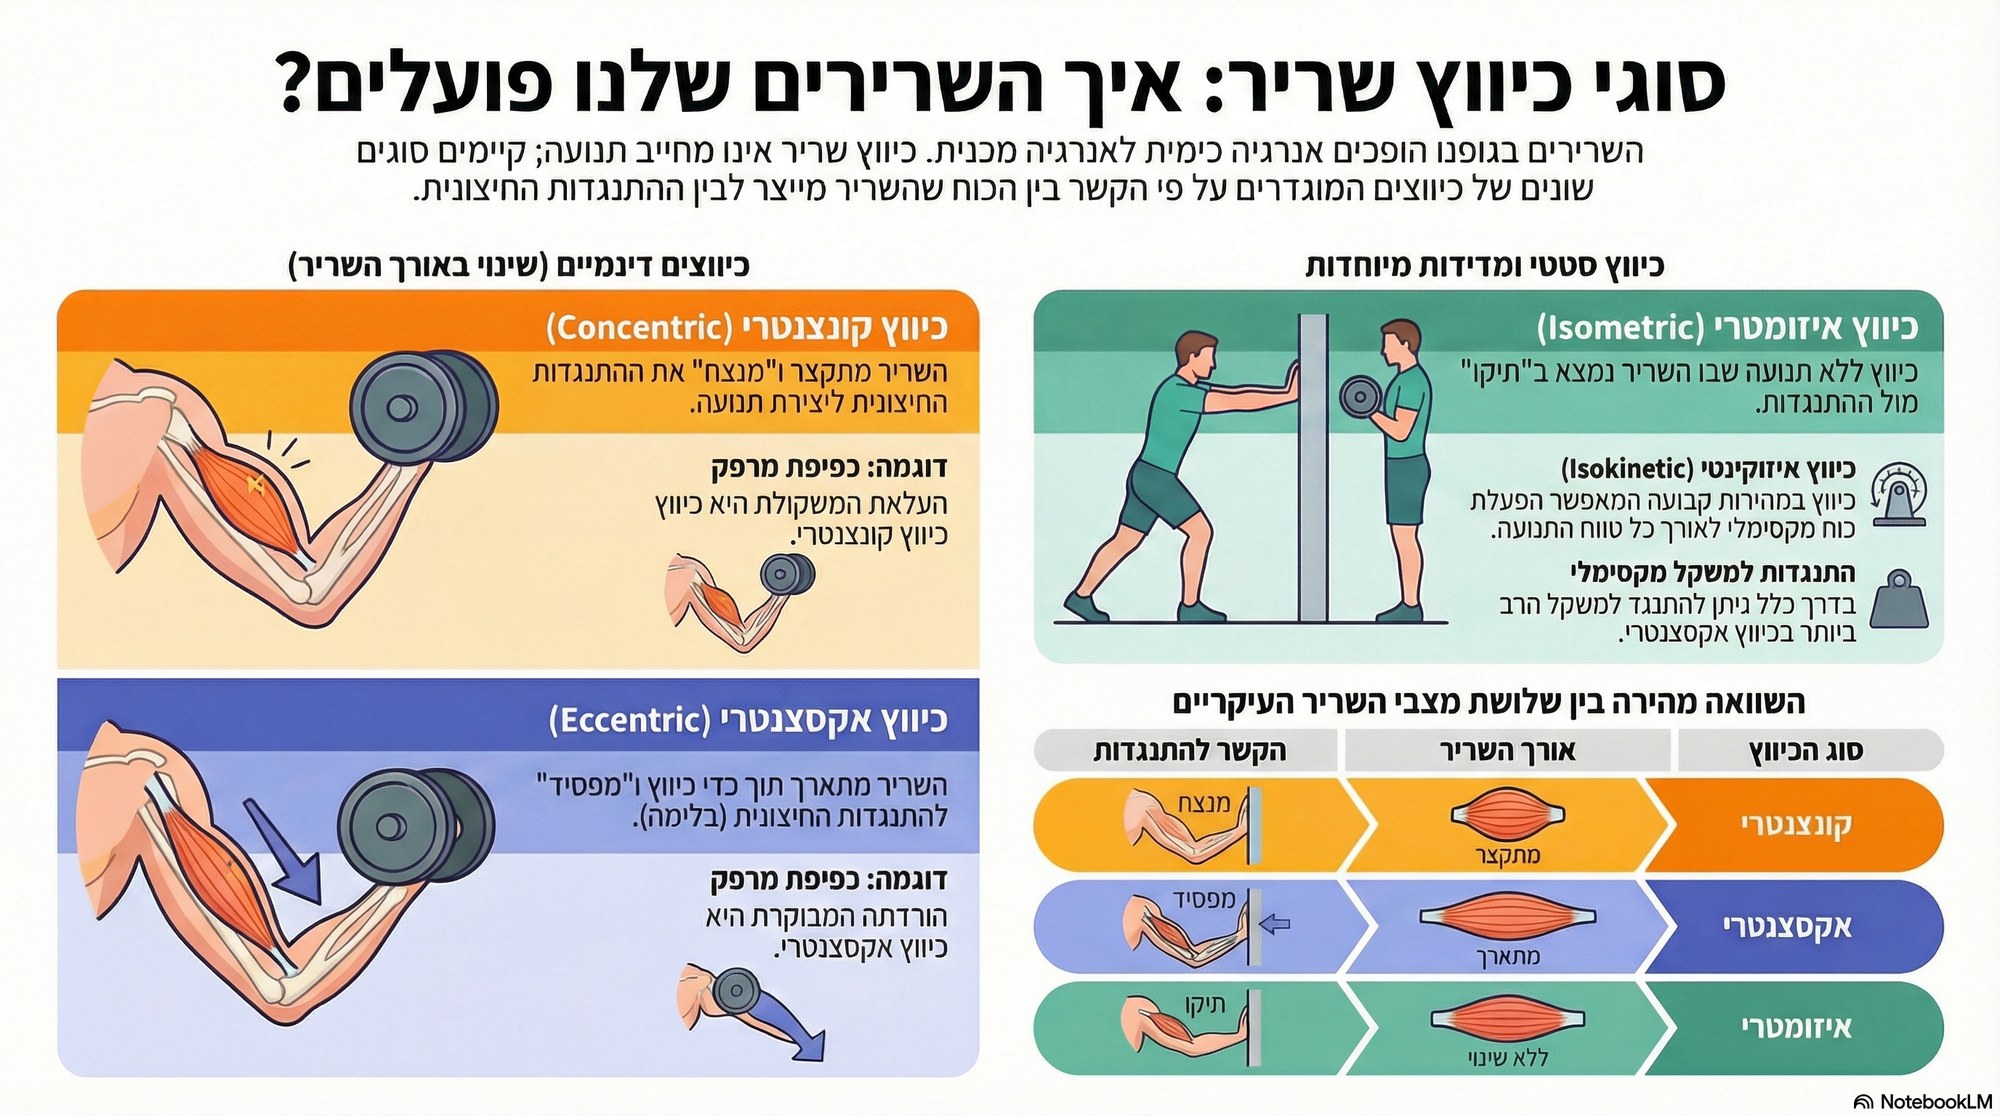 סוגי כיווץ שריר: איך השרירים שלנו פועלים?
השרירים בגופנו הופכים אנרגיה כימית לאנרגיה מכנית. כיווץ שריר אינו מחייב תנועה; קיימים סוגים
שונים של כיווצים המוגדרים על פי הקשר בין הכוח שהשריר מייצר לבין ההתנגדות החיצונית.
כיווץ סטטי ומדידות מיוחדות
כיווץ איזומטרי (Isometric)
כיווץ ללא תנועה שבו השריר נמצא ב"תיקו"
מול ההתנגדות.
כיווץ איזוקינטי (Isokinetic)
כיווץ במהירות קבועה המאפשר הפעלת
כוח מקסימלי לאורך כל טווח התנועה.
התנגדות למשקל מקסימלי
בדרך כלל ניתן להתנגד למשקל הרב
ביותר בכיווץ אקסצנטרי.
כיווצים דינמיים (שינוי באורך השריר)
כיווץ קונצנטרי (Concentric)
השריר מתקצר ו"מנצח" את ההתנגדות
החיצונית ליצירת תנועה.
דוגמה: כפיפת מרפק
העלאת המשקולת היא כיווץ
כיווץ קונצנטרי.
כיווץ אקסצנטרי (Eccentric)
השריר מתארך תוך כדי כיווץ ו"מפסיד"
להתנגדות החיצונית (בלימה).
דוגמה: כפיפת מרפק
הורדתה המבוקרת היא
כיווץ אקסצנטרי.
השוואה מהירה בין שלושת מצבי השריר העיקריים
סוג הכיווץ
אורך השריר
הקשר להתנגדות
קונצנטרי
מתקצר
מנצח
אקסצנטרי
מתארך
מפסיד
איזומטרי
ללא שינוי
תיקו
NotebookLM